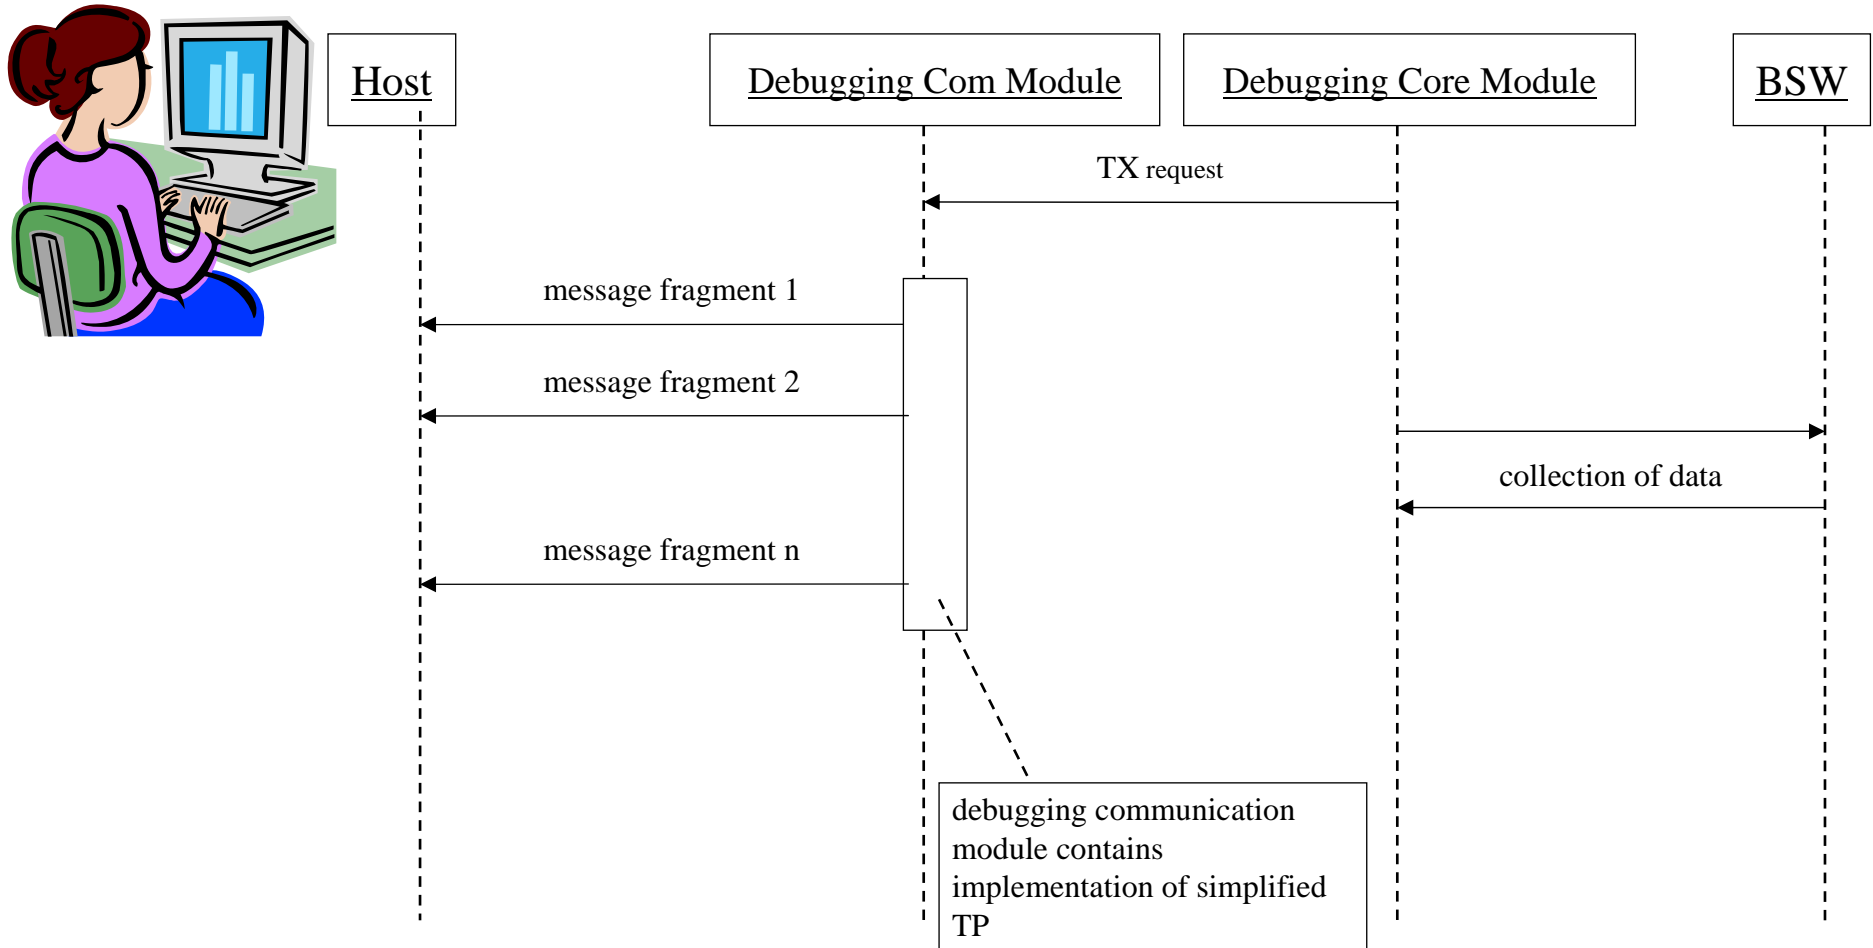 Host
Debugging Com Module
Debugging Core Module
BSW
TX request
message fragment 1
message fragment 2
collection of data
message fragment n
debugging communication
module contains
implementation of simplified
TP